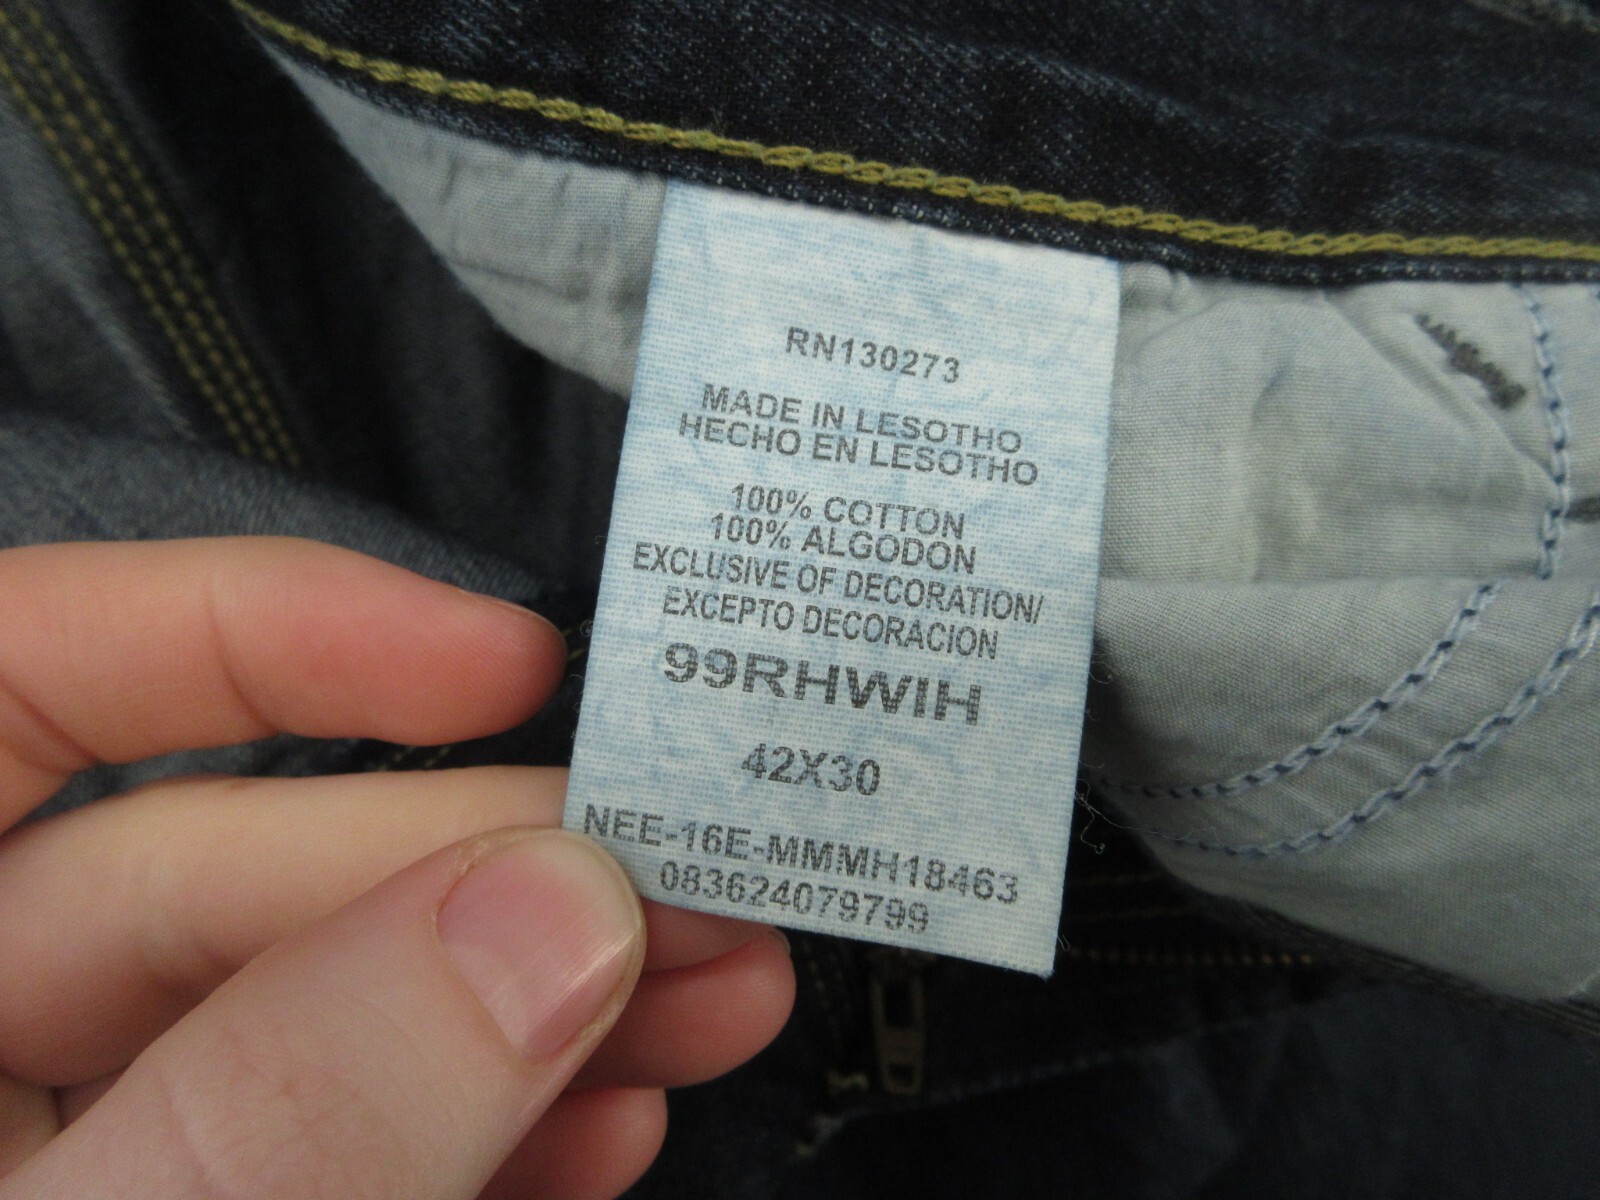 RN130273
MADE IN LESOTHO
HECHO EN LESOTHO
100% COTTON
100% ALGODON
EXCLUSIVE OF DECORATION/
EXCEPTO DECORACION
99RHWIH
42X30
NEE-16E-MMMH18463
083624079799